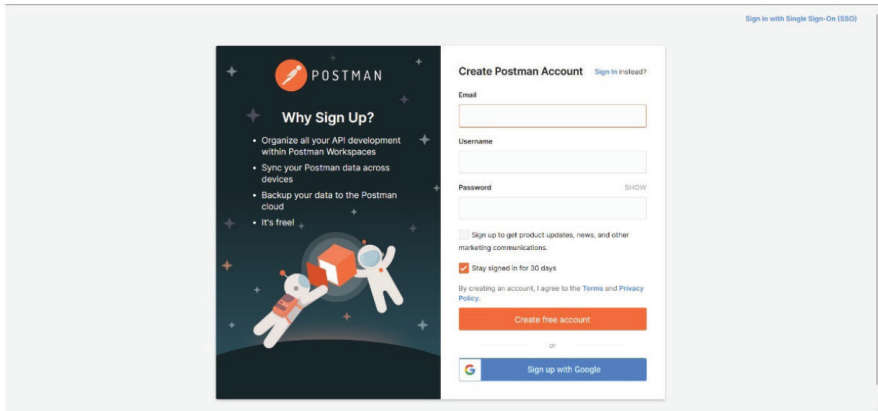 Sign in with Single Sign-On (SSO)
POSTMAN
Why Sign Up?
• Organize all your API development
within Postman Workspaces
• Sync your Postman data across
devices
• Backup your data to the Postman
cloud
• It's free!
Create Postman Account Sign In instead?
Email
Username
Password SHOW
Sign up to get product updates, news, and other
marketing communications.
Stay signed in for 30 days
By creating an account, I agree to the Terms and Privacy
Policy.
Create free account
or
G Sign up with Google